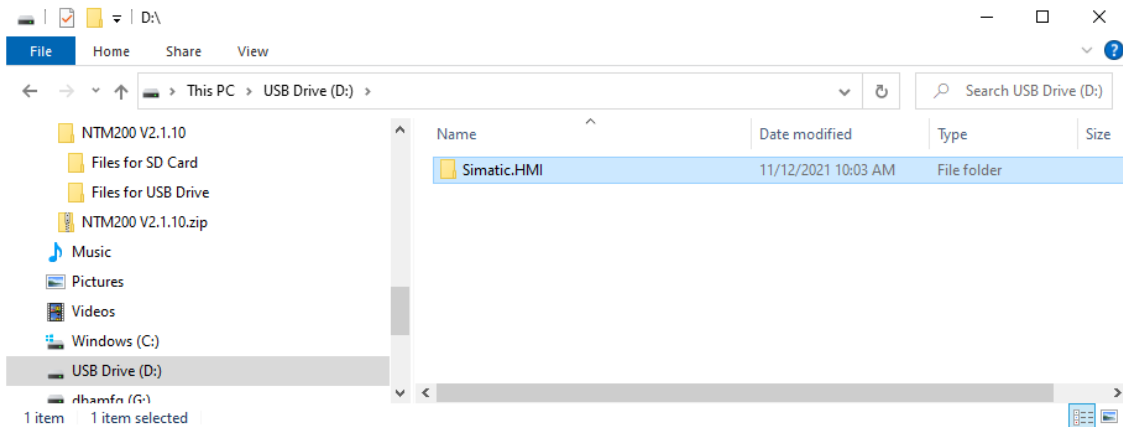 D:\
File Home Share View
This PC > USB Drive (D:) >
Search USB Drive (D:)
NTM200 V2.1.10
Files for SD Card
Files for USB Drive
NTM200 V2.1.10.zip
Music
Pictures
Videos
Windows (C:)
USB Drive (D:)
dhamfg (G:)
Name Date modified Type Size
Simatic.HMI 11/12/2021 10:03 AM File folder
1 item 1 item selected